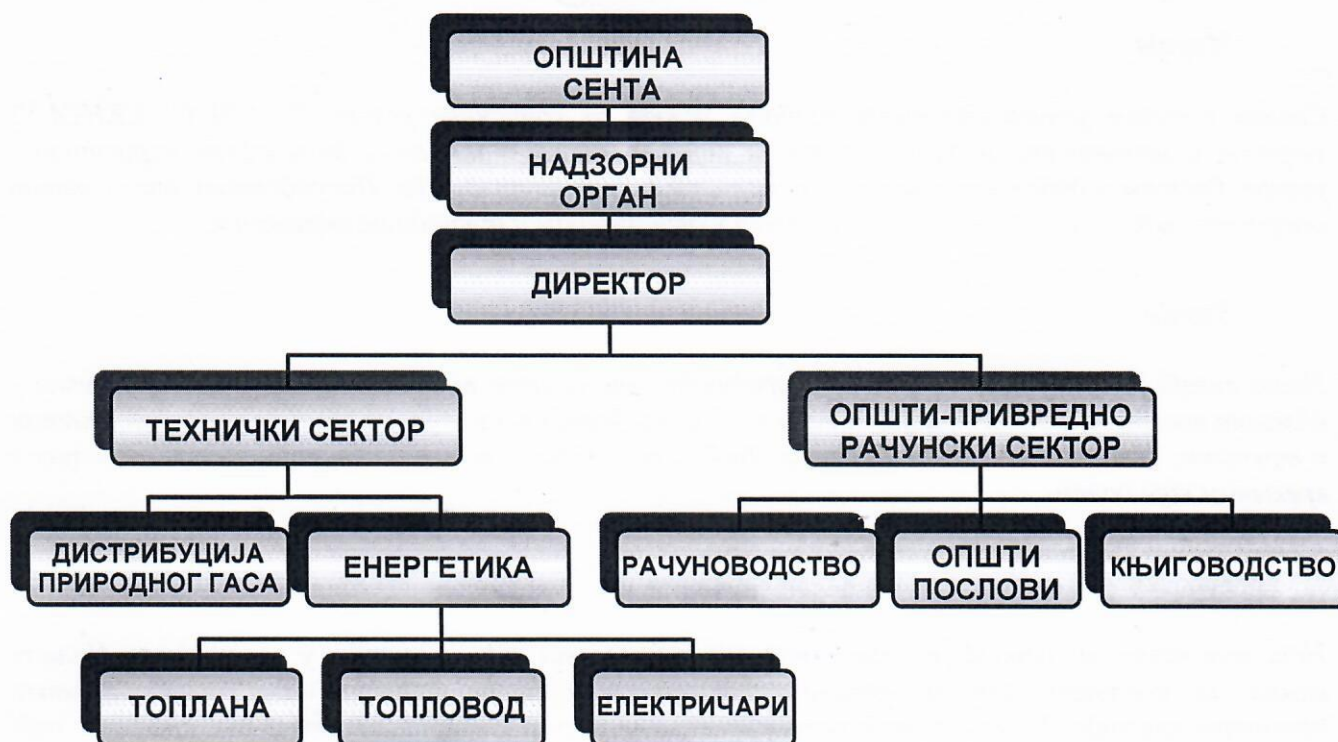 ОПШТИНА
СЕНТА
НАДЗОРНИ
ОРГАН
ДИРЕКТОР
ТЕХНИЧКИ СЕКТОР
ОПШТИ-ПРИВРЕДНО
РАЧУНСКИ СЕКТОР
ДИСТРИБУЦИЈА
ПРИРОДНОГ ГАСА
ЕНЕРГЕТИКА
РАЧУНОВОДСТВО
ОПШТИ
ПОСЛОВИ
КЊИГОВОДСТВО
ТОПЛАНА
ТОПЛОВОД
ЕЛЕКТРИЧАРИ